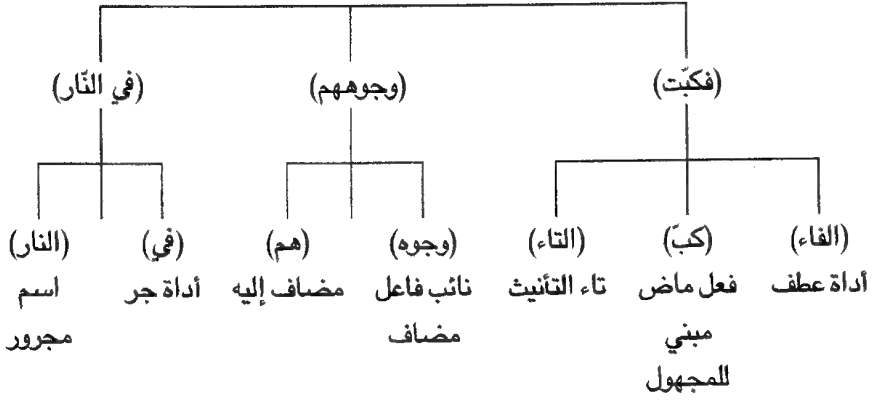 (فكبّت) (وجوههم) (في النّار)
(الفاء) (كبّ) (التاء) (وجوه) (هم) (في) (النار)
أداة عطف فعل ماض تاء التأنيث نائب فاعل مضاف إليه أداة جر اسم
مبني مضاف مجرور
للمجهول